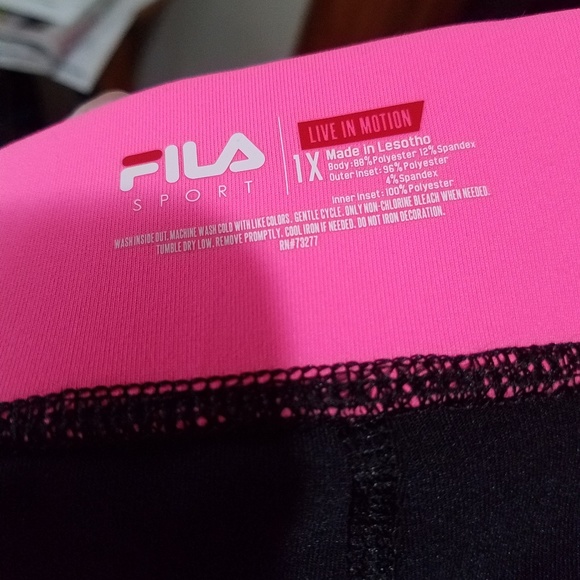 FILA
SPORT
LIVE IN MOTION
1X
Made in Lesotho
Body:88%Polyester 12%Spandex
Outer Inset:96%Polyester
4%Spandex
Inner inset:100%Polyester
WASH INSIDE OUT. MACHINE WASH COLD WITH LIKE COLORS. GENTLE CYCLE. ONLY NON-CHLORINE BLEACH WHEN NEEDED.
TUMBLE DRY LOW. REMOVE PROMPTLY. COOL IRON IF NEEDED. DO NOT IRON DECORATION.
RN#73277